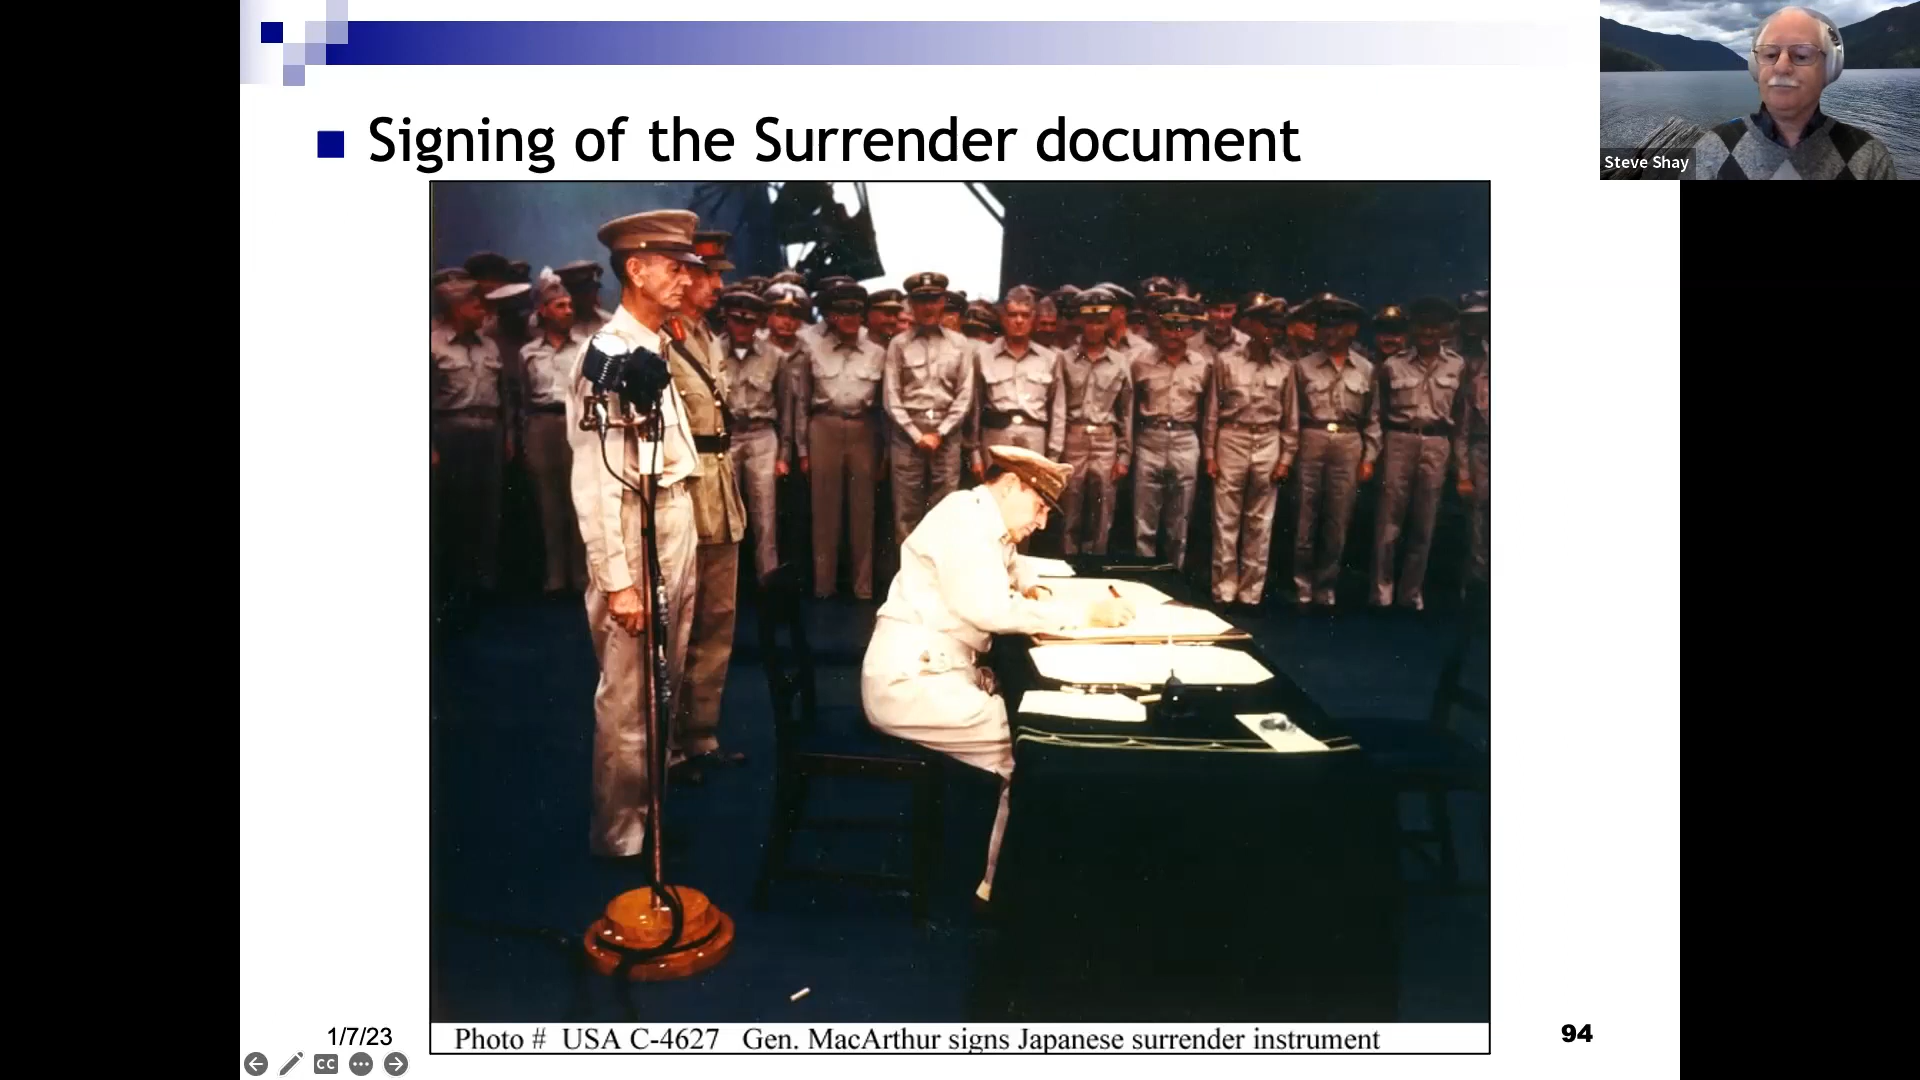 Signing of the Surrender document
Steve Shay
Photo # USA C-4627 Gen. MacArthur signs Japanese surrender instrument
1/7/23
94
CC